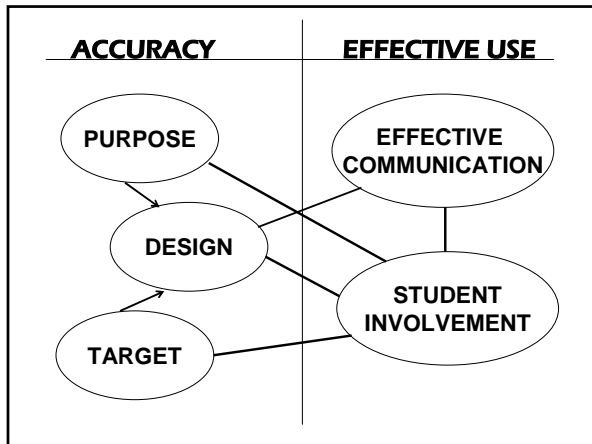 ACCURACY
EFFECTIVE USE
PURPOSE
EFFECTIVE
COMMUNICATION
DESIGN
STUDENT
INVOLVEMENT
TARGET